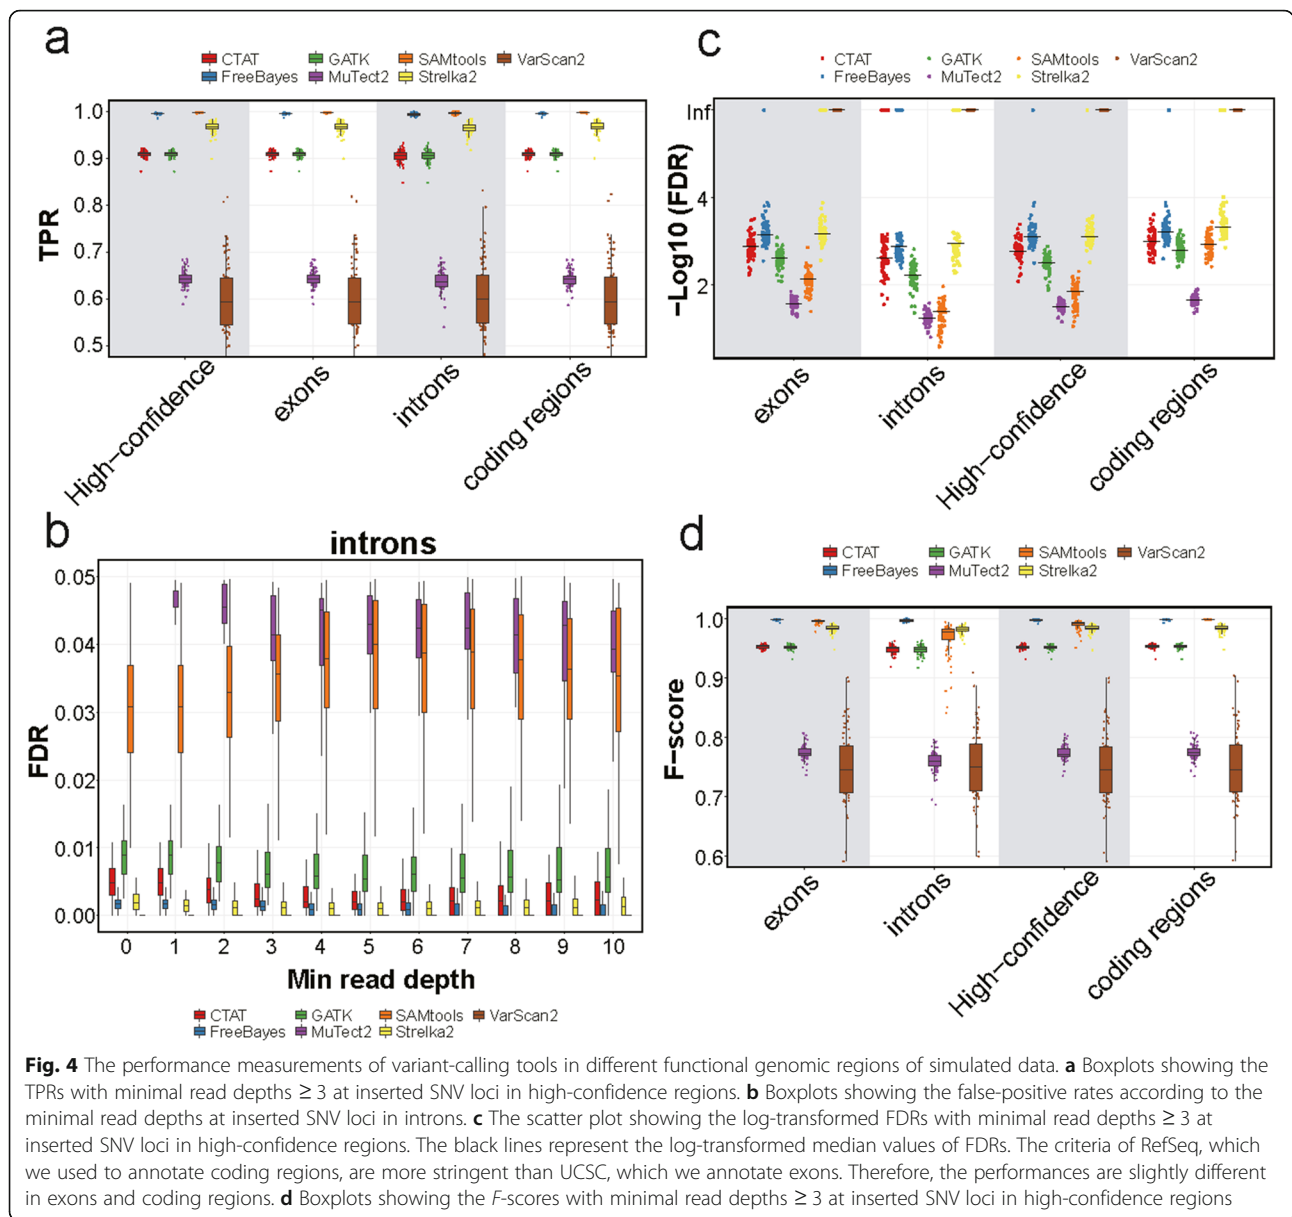 a
CTAT GATK SAMtools VarScan2
FreeBayes MuTect2 Strelka2
1.0
0.9
0.8
0.7
0.6
0.5
TPR
High-confidence exons introns coding regions
c
CTAT GATK SAMtools VarScan2
FreeBayes MuTect2 Strelka2
Inf
4
2
-Log10 (FDR)
exons introns High-confidence coding regions
b
introns
0.05
0.04
0.03
0.02
0.01
0.00
FDR
0 1 2 3 4 5 6 7 8 9 10
Min read depth
CTAT GATK SAMtools VarScan2
FreeBayes MuTect2 Strelka2
d
CTAT GATK SAMtools VarScan2
FreeBayes MuTect2 Strelka2
1.0
0.9
0.8
0.7
0.6
F-score
exons introns High-confidence coding regions
Fig. 4 The performance measurements of variant-calling tools in different functional genomic regions of simulated data. a Boxplots showing the
TPRs with minimal read depths ≥ 3 at inserted SNV loci in high-confidence regions. b Boxplots showing the false-positive rates according to the
minimal read depths at inserted SNV loci in introns. c The scatter plot showing the log-transformed FDRs with minimal read depths ≥ 3 at
inserted SNV loci in high-confidence regions. The black lines represent the log-transformed median values of FDRs. The criteria of RefSeq, which
we used to annotate coding regions, are more stringent than UCSC, which we annotate exons. Therefore, the performances are slightly different
in exons and coding regions. d Boxplots showing the F-scores with minimal read depths ≥ 3 at inserted SNV loci in high-confidence regions